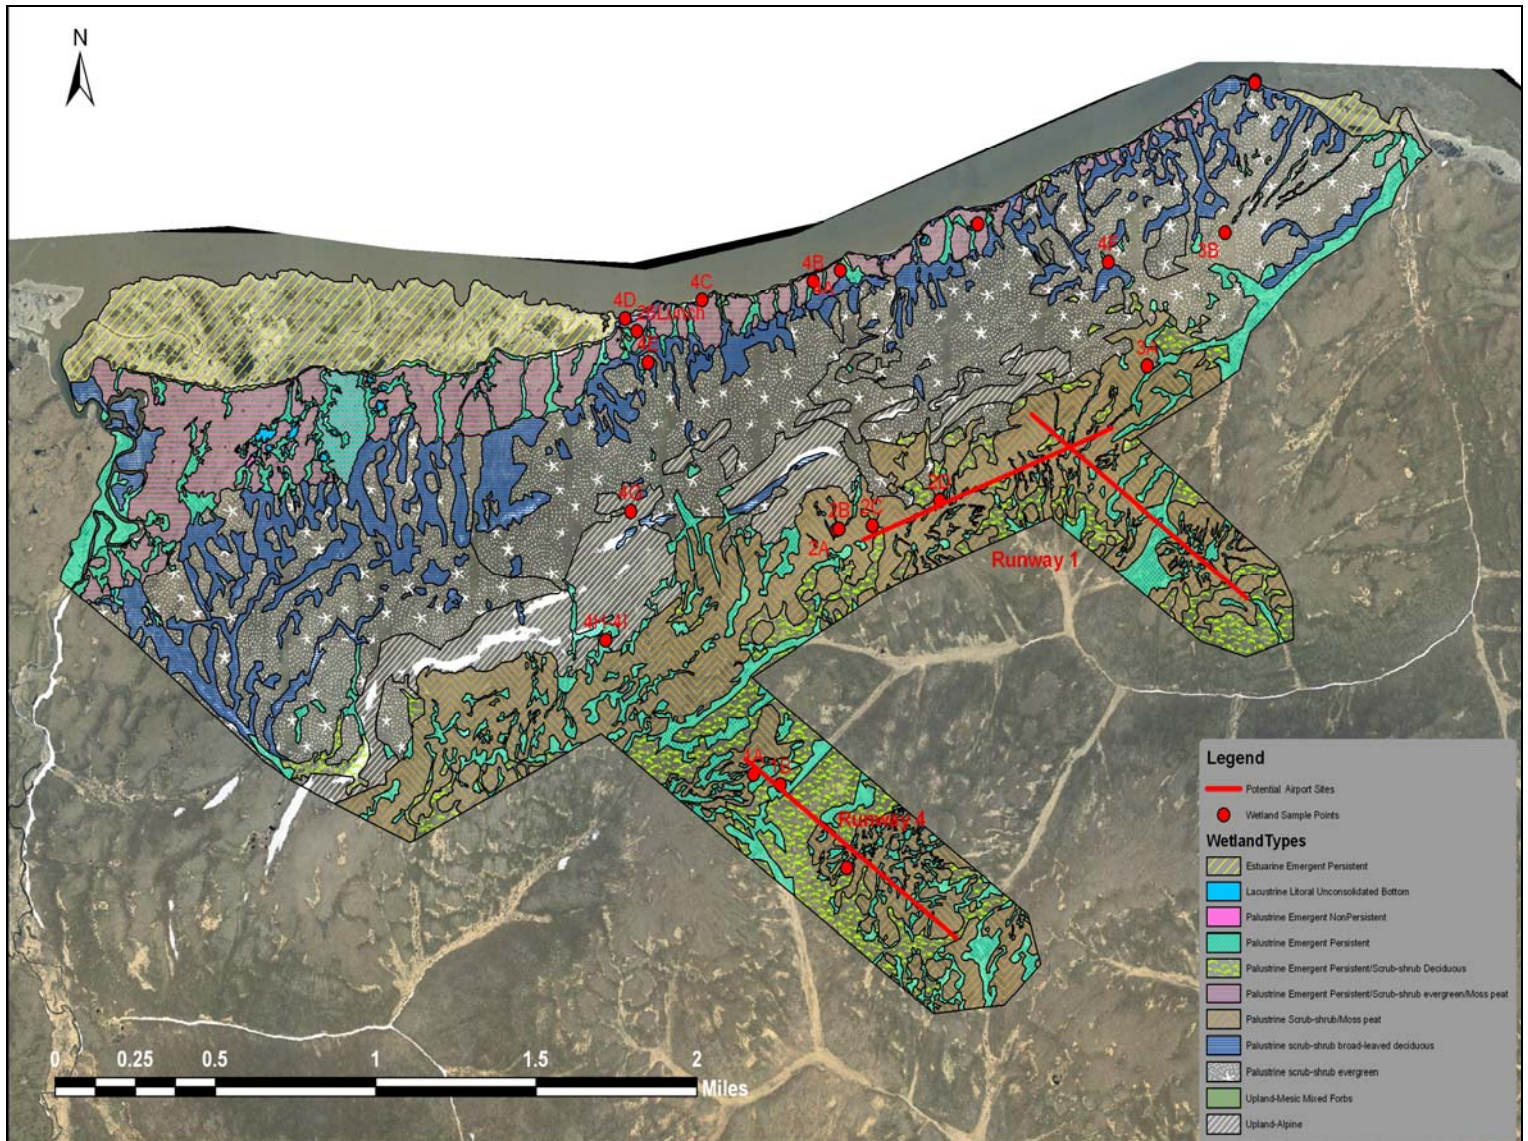 N
4D
25Lunch
4E
4C
4B
4F
3B
3A
4G
2B
2C
2D
2A
Runway 1
Runway 4
0 0.25 0.5 1 1.5 2
Miles
Legend
Potential Airport Sites
Wetland Sample Points
WetlandTypes
Estuarine Emergent Persistent
Lacustrine Litoral Unconsolidated Bottom
Palustrine Emergent NonPersistent
Palustrine Emergent Persistent
Palustrine Emergent Persistent/Scrub-shrub Deciduous
Palustrine Emergent Persistent/Scrub-shrub evergreen/Moss peat
Palustrine Scrub-shrub/Moss peat
Palustrine scrub-shrub broad-leaved deciduous
Palustrine scrub-shrub evergreen
Upland-Mesic Mixed Forbs
Upland-Alpine